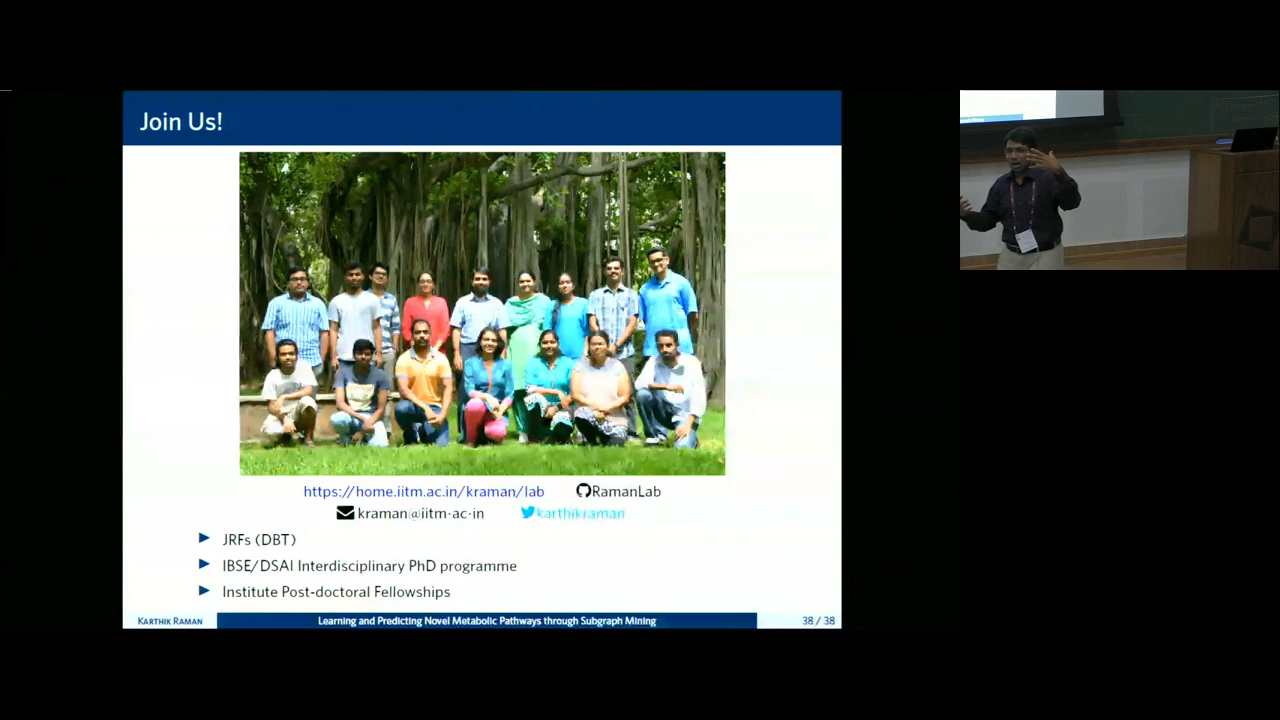 Join Us!
https://home.iitm.ac.in/kraman/lab RamanLab
kraman@iitm·ac·in karthikraman
JRFs (DBT)
IBSE/DSAI Interdisciplinary PhD programme
Institute Post-doctoral Fellowships
Karthik Raman Learning and Predicting Novel Metabolic Pathways through Subgraph Mining 38 / 38